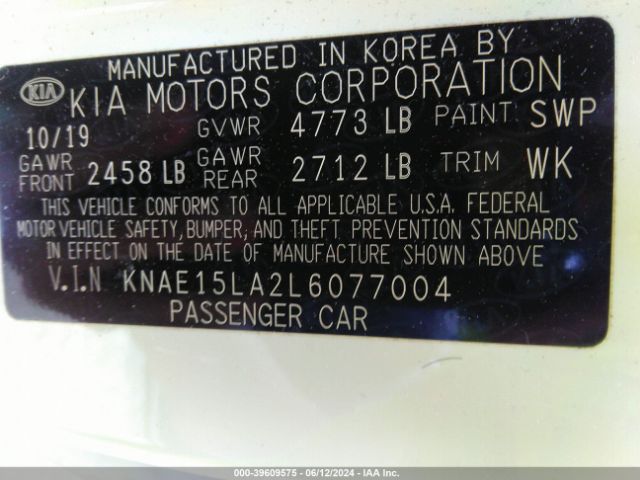 MANUFACTURED IN KOREA BY
KIA KIA MOTORS CORPORATION
10/19 GVWR 4773 LB PAINT SWP
GAWR FRONT 2458 LB GAWR REAR 2712 LB TRIM WK
THIS VEHICLE CONFORMS TO ALL APPLICABLE U.S.A. FEDERAL
MOTOR VEHICLE SAFETY, BUMPER, AND THEFT PREVENTION STANDARDS
IN EFFECT ON THE DATE OF MANUFACTURE SHOWN ABOVE
V.I.N KNAE15LA2L6077004
PASSENGER CAR
000-39609575 - 06/12/2024 - IAA Inc.